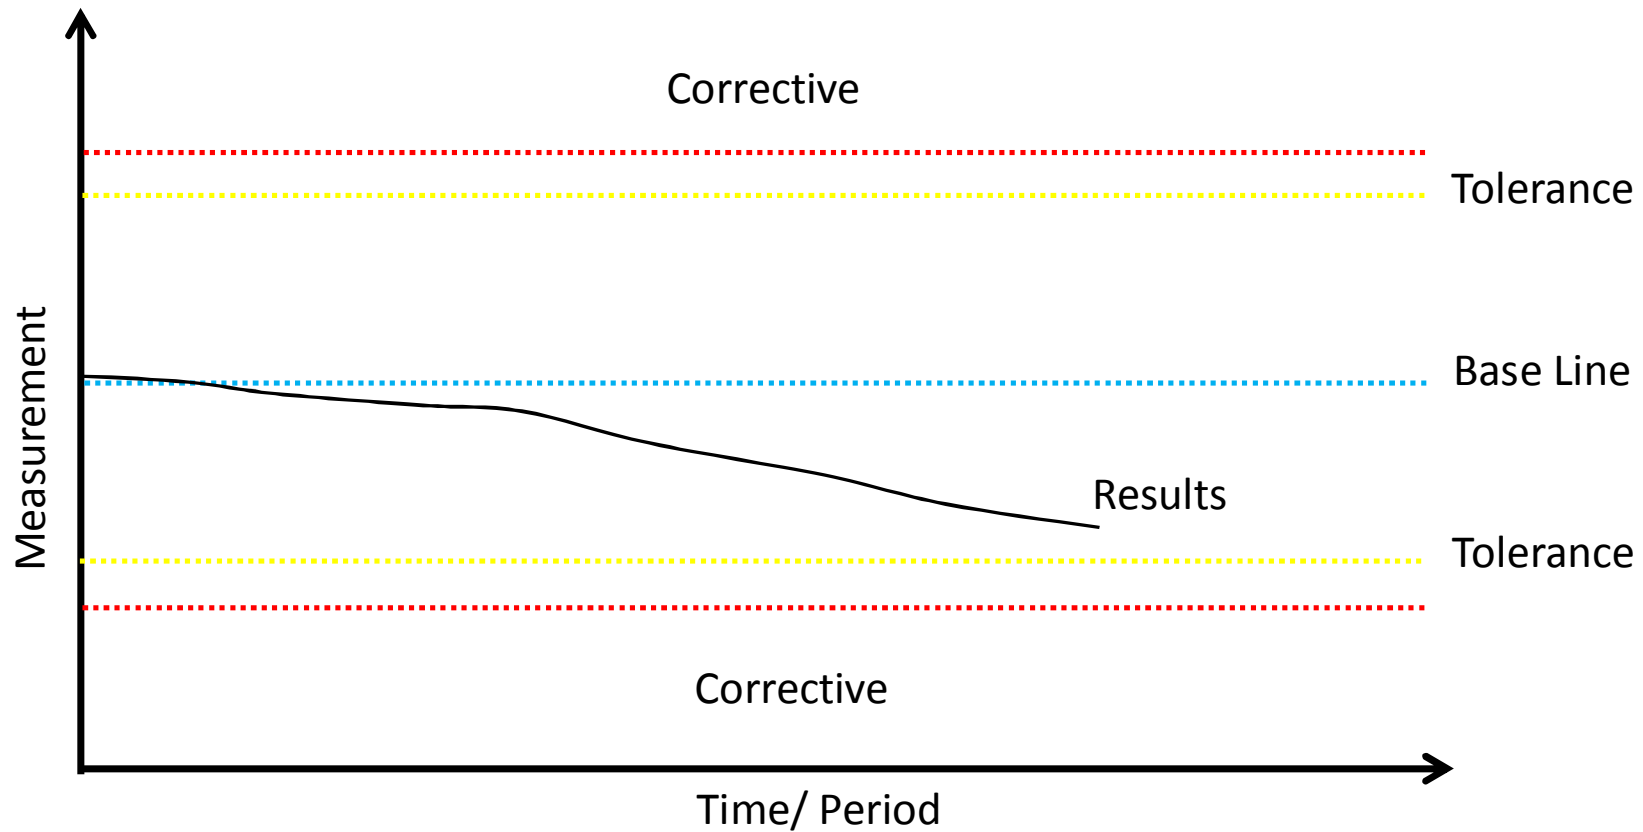 Corrective
Tolerance
Base Line
Measurement
Results
Tolerance
Corrective
Time/ Period